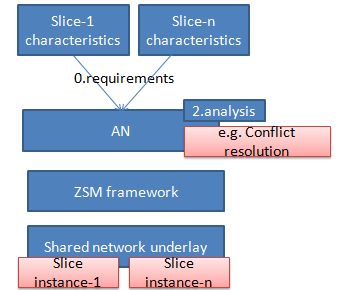 Slice-1
characteristics
Slice-n
characteristics
0.requirements
2.analysis
AN
e.g. Conflict
resolution
ZSM framework
Shared network underlay
Slice
instance-1
Slice
instance-n